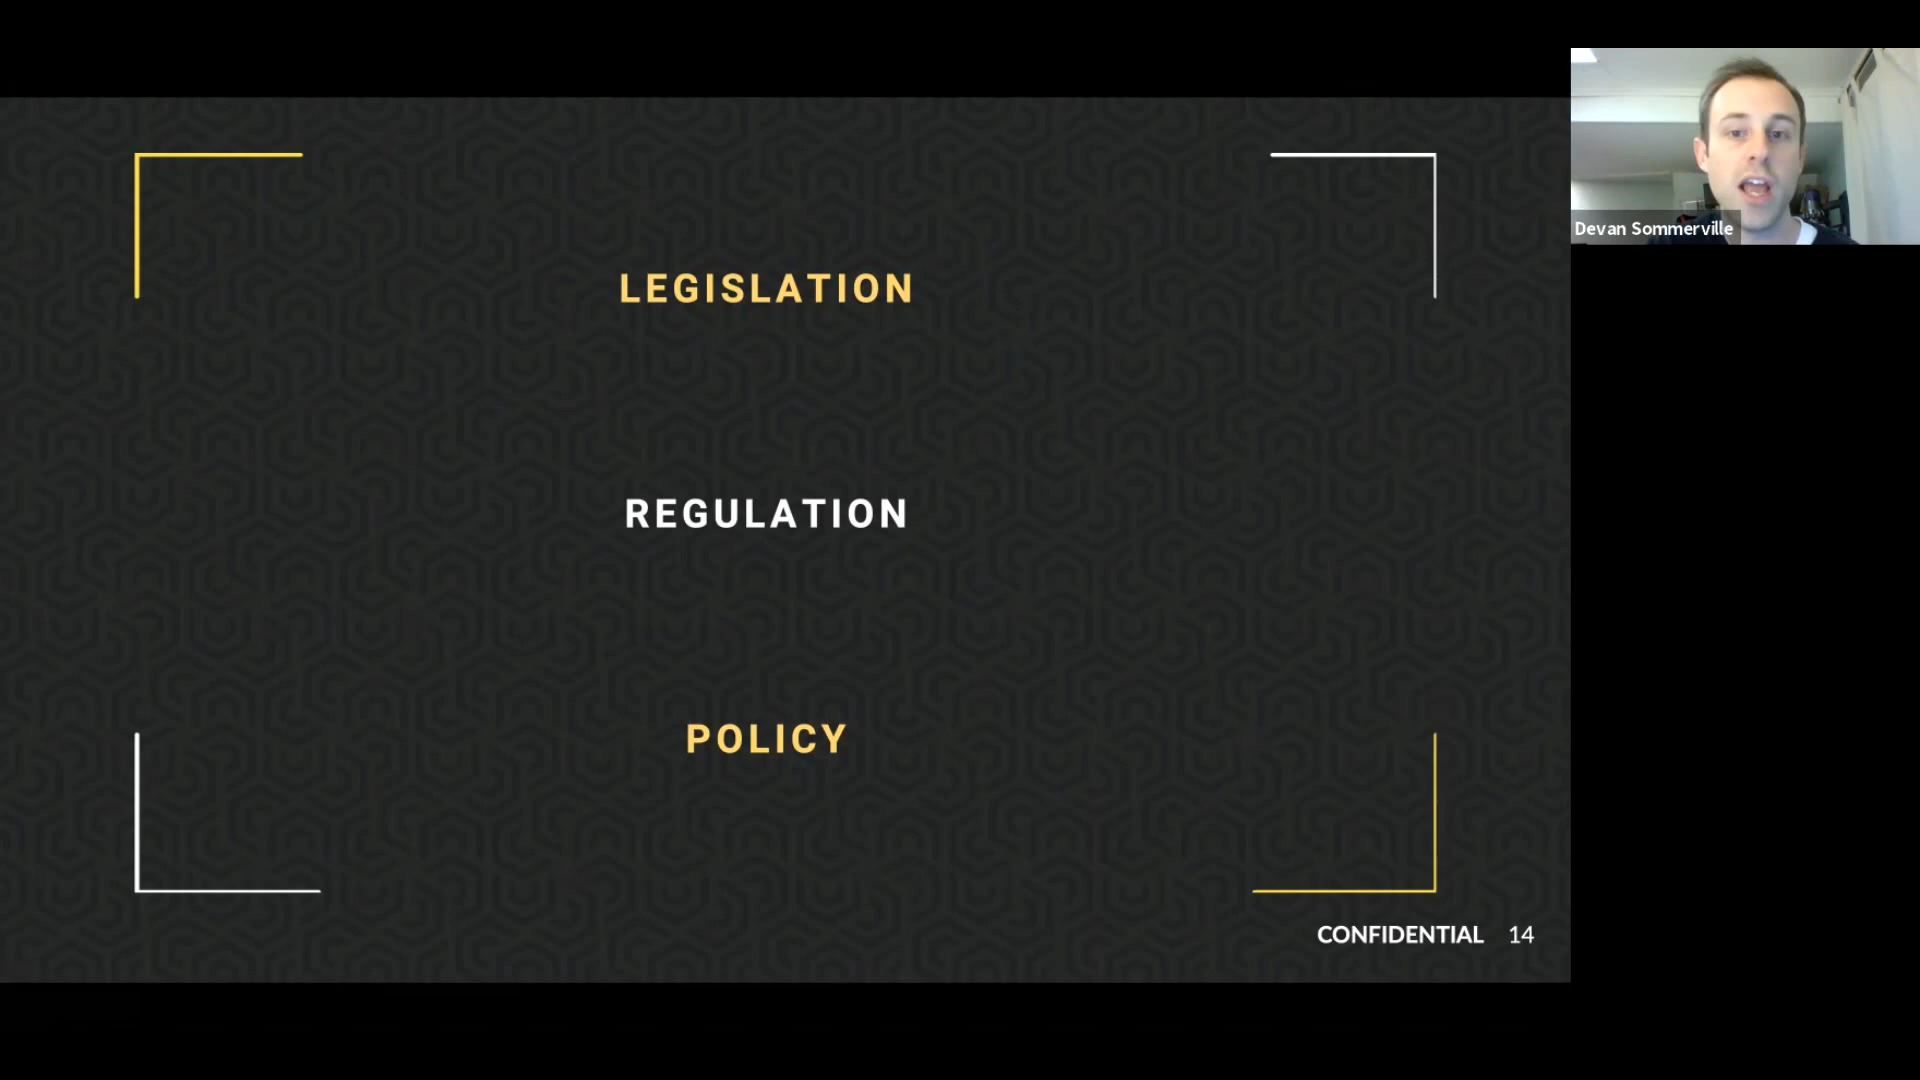 Devan Sommerville
LEGISLATION
REGULATION
POLICY
CONFIDENTIAL 14